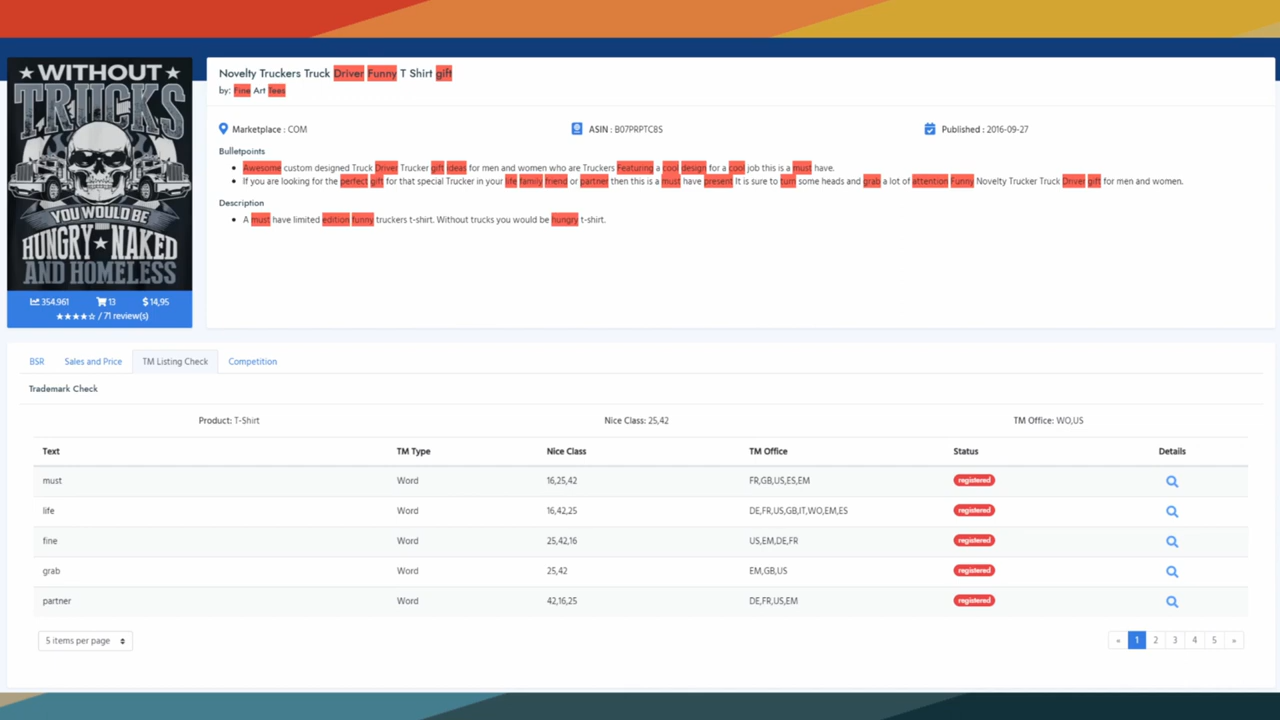 ★ WITHOUT ★
TRUCKS
YOU WOULD BE
HUNGRY ★ NAKED
AND HOMELESS
354.961 13 $ 14,95
★★★★☆ / 71 review(s)
Novelty Truckers Truck Driver Funny T Shirt gift
by: Fine Art Tees
Marketplace : COM ASIN : B07PRPTC8S Published : 2016-09-27
Bulletpoints
• Awesome custom designed Truck Driver Trucker gift ideas for men and women who are Truckers Featuring a cool design for a cool job this is a must have.
• If you are looking for the perfect gift for that special Trucker in your life family friend or partner then this is a must have present It is sure to turn some heads and grab a lot of attention Funny Novelty Trucker Truck Driver gift for men and women.
Description
• A must have limited edition funny truckers t-shirt. Without trucks you would be hungry t-shirt.
BSR Sales and Price TM Listing Check Competition
Trademark Check
Product: T-Shirt Nice Class: 25,42 TM Office: WO,US
Text TM Type Nice Class TM Office Status Details
must Word 16,25,42 FR,GB,US,ES,EM registered
life Word 16,42,25 DE,FR,US,GB,IT,WO,EM,ES registered
fine Word 25,42,16 US,EM,DE,FR registered
grab Word 25,42 EM,GB,US registered
partner Word 42,16,25 DE,FR,US,EM registered
5 items per page « 1 2 3 4 5 »